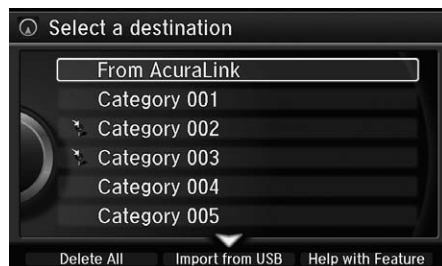 Select a destination
From AcuraLink
Category 001
Category 002
Category 003
Category 004
Category 005
Delete All Import from USB Help with Feature